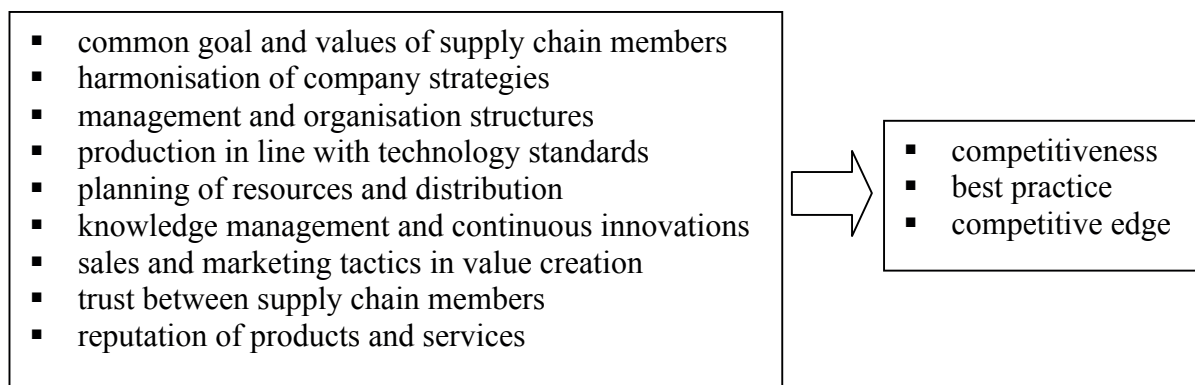 ▪ common goal and values of supply chain members
▪ harmonisation of company strategies
▪ management and organisation structures
▪ production in line with technology standards
▪ planning of resources and distribution
▪ knowledge management and continuous innovations
▪ sales and marketing tactics in value creation
▪ trust between supply chain members
▪ reputation of products and services
▪ competitiveness
▪ best practice
▪ competitive edge